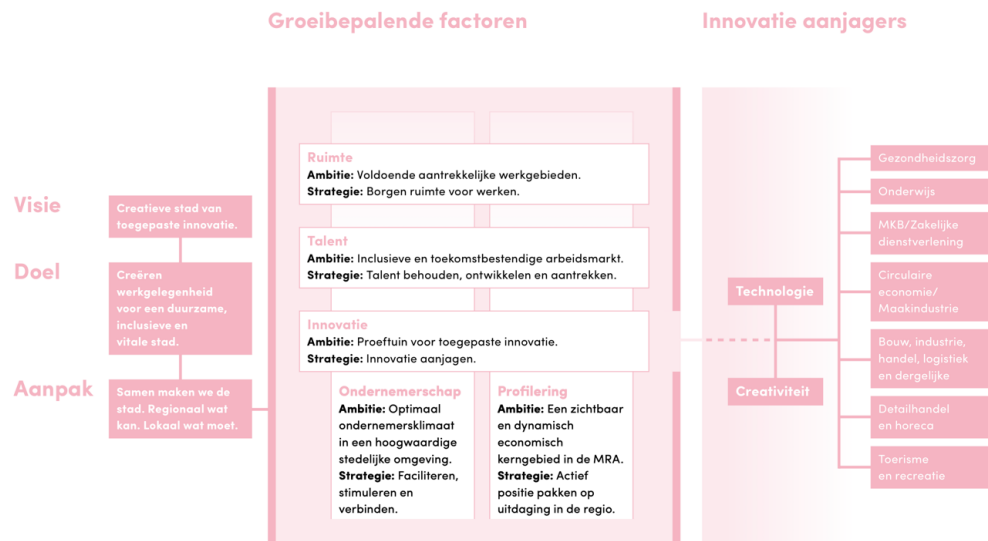 Groeibepalende factoren
Innovatie aanjagers
Visie
Creatieve stad van
toegepaste innovatie.
Doel
Creëren
werkgelegenheid
voor een duurzame,
inclusieve en
vitale stad.
Aanpak
Samen maken we de
stad. Regionaal wat
kan. Lokaal wat moet.
Ruimte
Ambitie: Voldoende aantrekkelijke werkgebieden.
Strategie: Borgen ruimte voor werken.
Talent
Ambitie: Inclusieve en toekomstbestendige arbeidsmarkt.
Strategie: Talent behouden, ontwikkelen en aantrekken.
Innovatie
Ambitie: Proeftuin voor toegepaste innovatie.
Strategie: Innovatie aanjagen.
Ondernemerschap
Ambitie: Optimaal
ondernemersklimaat
in een hoogwaardige
stedelijke omgeving.
Strategie: Faciliteren,
stimuleren en
verbinden.
Profilering
Ambitie: Een zichtbaar
en dynamisch
economisch
kerngebied in de MRA.
Strategie: Actief
positie pakken op
uitdaging in de regio.
Technologie
Creativiteit
Gezondheidszorg
Onderwijs
MKB/Zakelijke
dienstverlening
Circulaire
economie/
Maakindustrie
Bouw, industrie,
handel, logistiek
en dergelijke
Detailhandel
en horeca
Toerisme
en recreatie